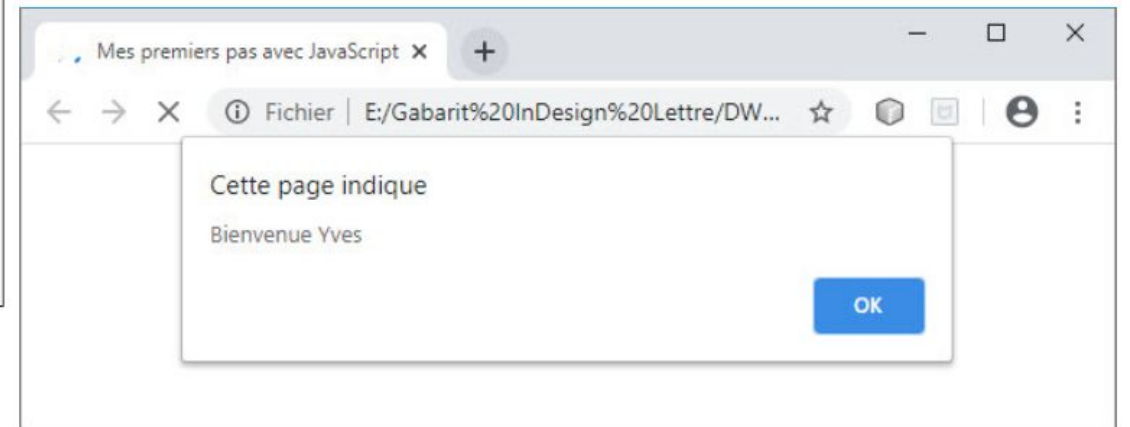 Mes premiers pas avec JavaScript
Fichier | E:/Gabarit%20InDesign%20Lettre/DW...
Cette page indique
Bienvenue Yves
OK